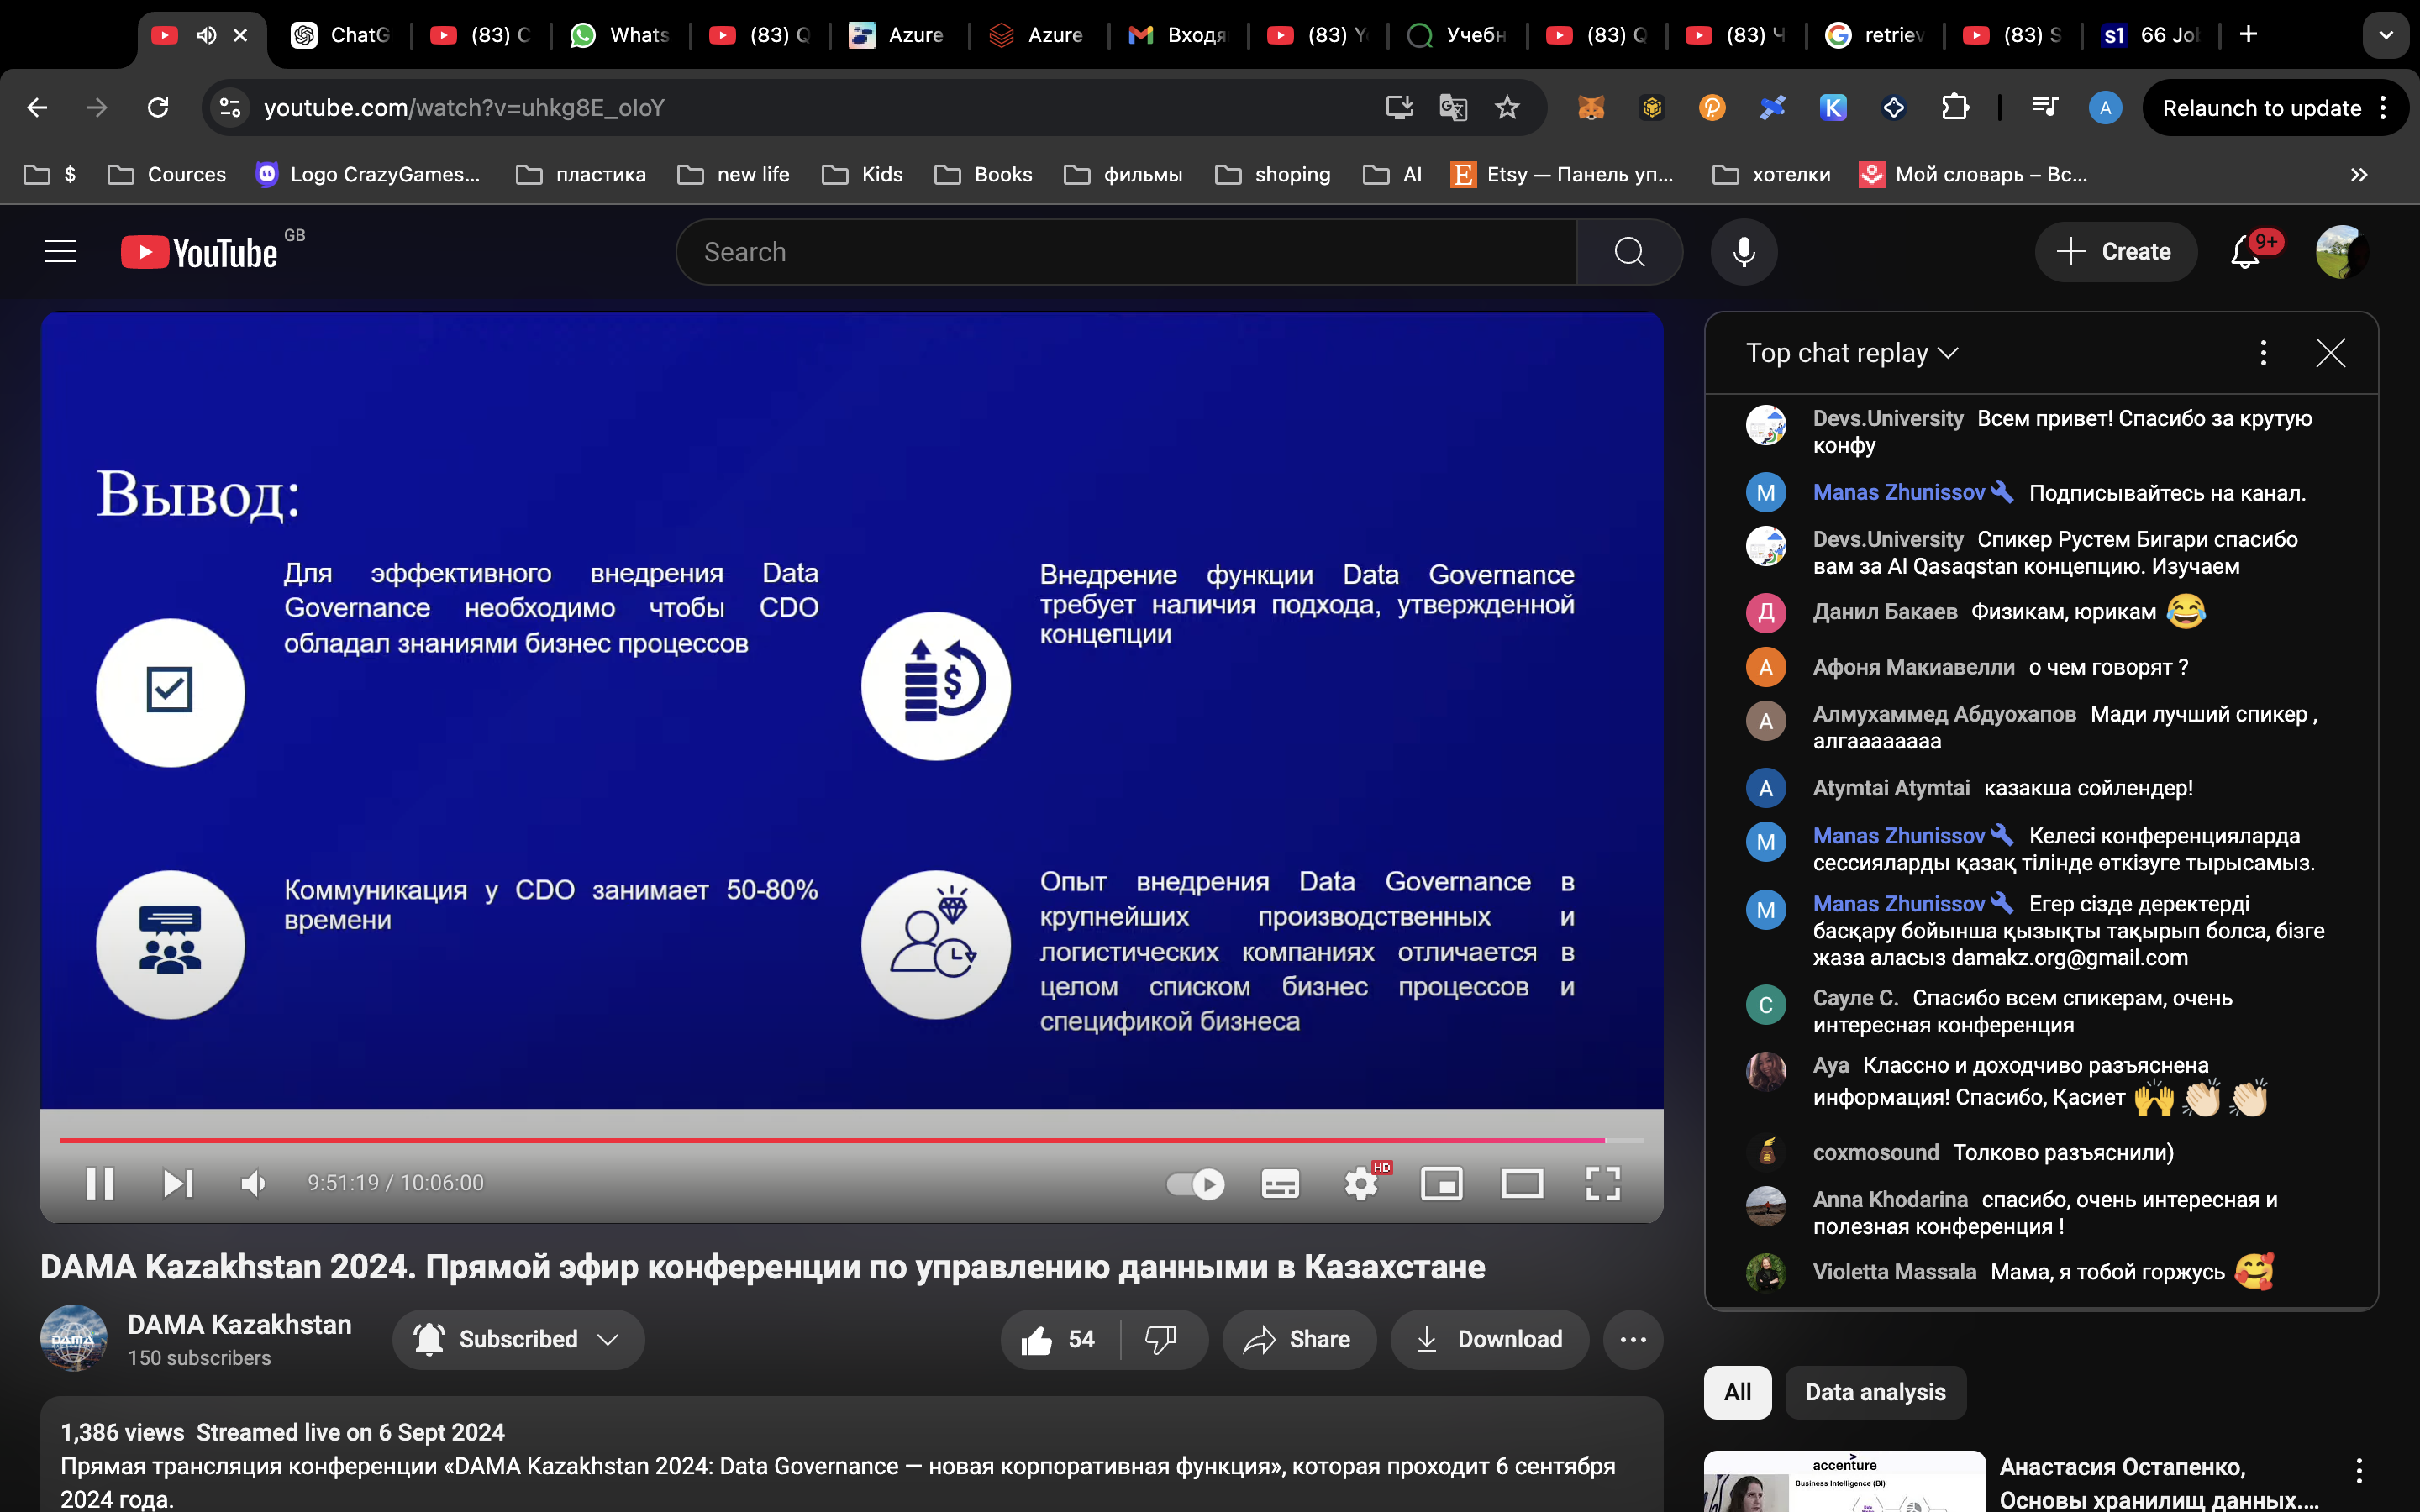 ChatG
(83) C
Whats
(83) Q
Azure
Azure
Входя
(83) Y
Учебн
(83) Q
(83) Ч
retriev
(83) S
s1 66 Jo
youtube.com/watch?v=uhkg8E_oIoY
A
Relaunch to update
$
Cources
Logo CrazyGames...
пластика
new life
Kids
Books
фильмы
shoping
AI
Etsy — Панель уп...
хотелки
Мой словарь – Вс...
YouTube GB
Search
Create
9+
Вывод:
Для эффективного внедрения Data
Governance необходимо чтобы CDO
обладал знаниями бизнес процессов
Внедрение функции Data Governance
требует наличия подхода, утвержденной
концепции
Коммуникация у CDO занимает 50-80%
времени
Опыт внедрения Data Governance в
крупнейших производственных и
логистических компаниях отличается в
целом списком бизнес процессов и
спецификой бизнеса
9:51:19 / 10:06:00
HD
DAMA Kazakhstan 2024. Прямой эфир конференции по управлению данными в Казахстане
DAMA
DAMA Kazakhstan
150 subscribers
Subscribed
54
Share
Download
1,386 views Streamed live on 6 Sept 2024
Прямая трансляция конференции «DAMA Kazakhstan 2024: Data Governance — новая корпоративная функция», которая проходит 6 сентября
2024 года.
Top chat replay
Devs.University Всем привет! Спасибо за крутую
конфу
M Manas Zhunissov Подписывайтесь на канал.
Devs.University Спикер Рустем Бигари спасибо
вам за AI Qasaqstan концепцию. Изучаем
Д Данил Бакаев Физикам, юрикам 😂
А Афоня Макиавелли о чем говорят ?
А Алмухаммед Абдуохапов Мади лучший спикер ,
алгааааааааа
A Atymtai Atymtai казакша сойлендер!
M Manas Zhunissov Келесі конференцияларда
сессияларды қазақ тілінде өткізуге тырысамыз.
M Manas Zhunissov Егер сізде деректерді
басқару бойынша қызықты тақырып болса, бізге
жаза аласыз damakz.org@gmail.com
С Сауле С. Спасибо всем спикерам, очень
интересная конференция
Aya Классно и доходчиво разъяснена
информация! Спасибо, Қасиет 🙌👏🏻👏🏻
coxmosound Толково разъяснили)
Anna Khodarina спасибо, очень интересная и
полезная конференция !
Violetta Massala Мама, я тобой горжусь 🥰
All
Data analysis
accenture
Business Intelligence (BI)
Анастасия Остапенко,
Основы хранилищ данных....